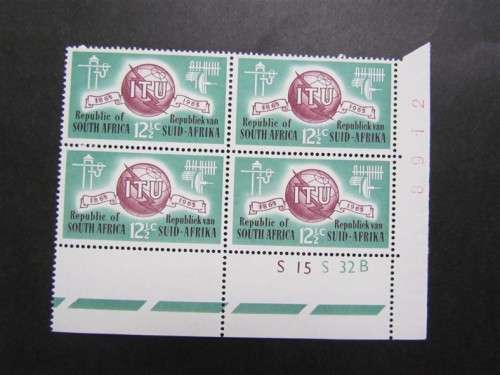 ITU
1865 1965
Republic of Republiek van
SOUTH AFRICA 12½c SUID-AFRIKA
ITU
1865 1965
Republic of Republiek van
SOUTH AFRICA 12½c SUID-AFRIKA
8912
ITU
1865 1965
Republic of Republiek van
SOUTH AFRICA 12½c SUID-AFRIKA
ITU
1865 1965
Republic of Republiek van
SOUTH AFRICA 12½c SUID-AFRIKA
S 15 S 32B